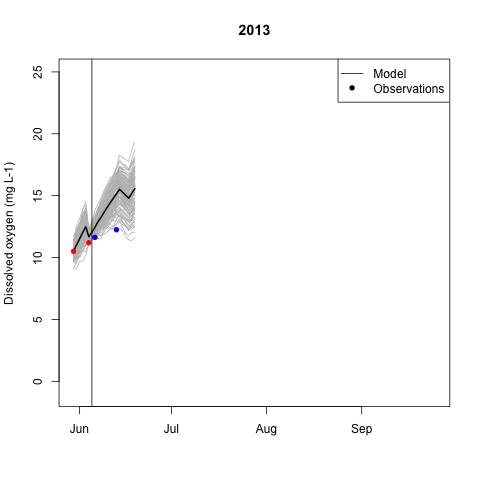 2013
Model
Observations
Dissolved oxygen (mg L-1)
25
20
15
10
5
0
Jun
Jul
Aug
Sep